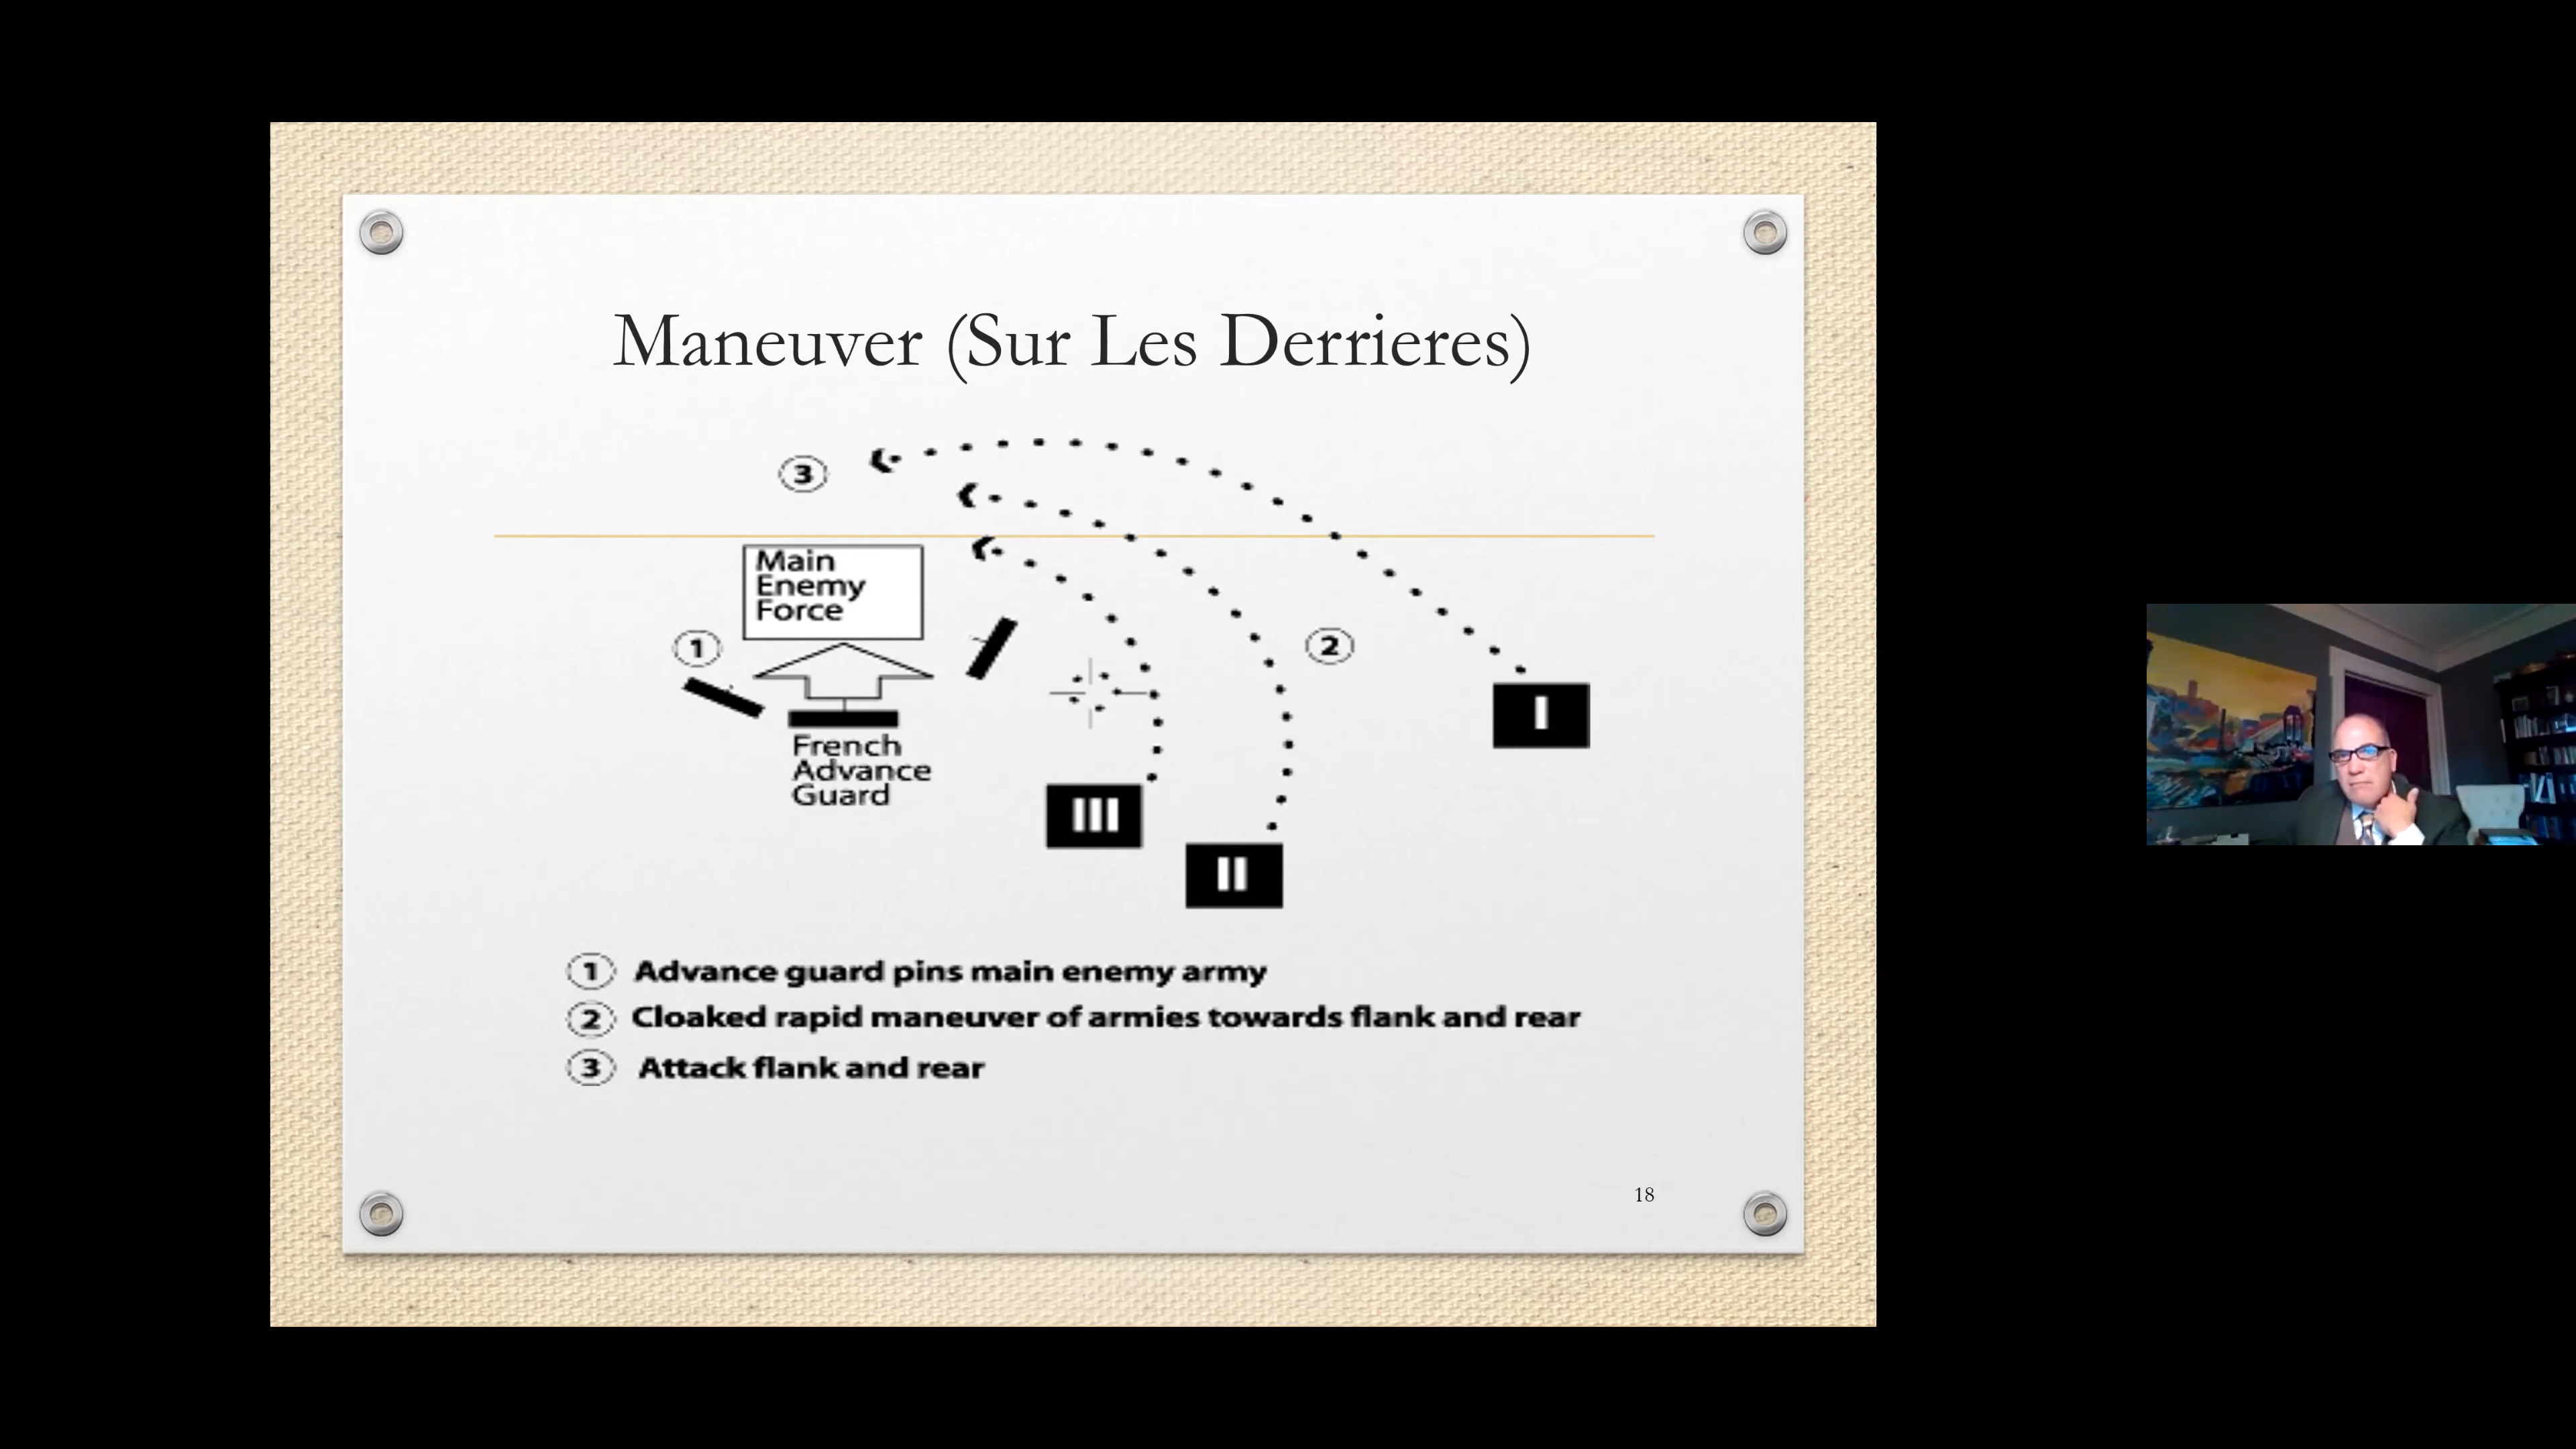 Maneuver (Sur Les Derrieres)
3
Main
Enemy
Force
1
2
I
French
Advance
Guard
III
II
1 Advance guard pins main enemy army
2 Cloaked rapid maneuver of armies towards flank and rear
3 Attack flank and rear
18